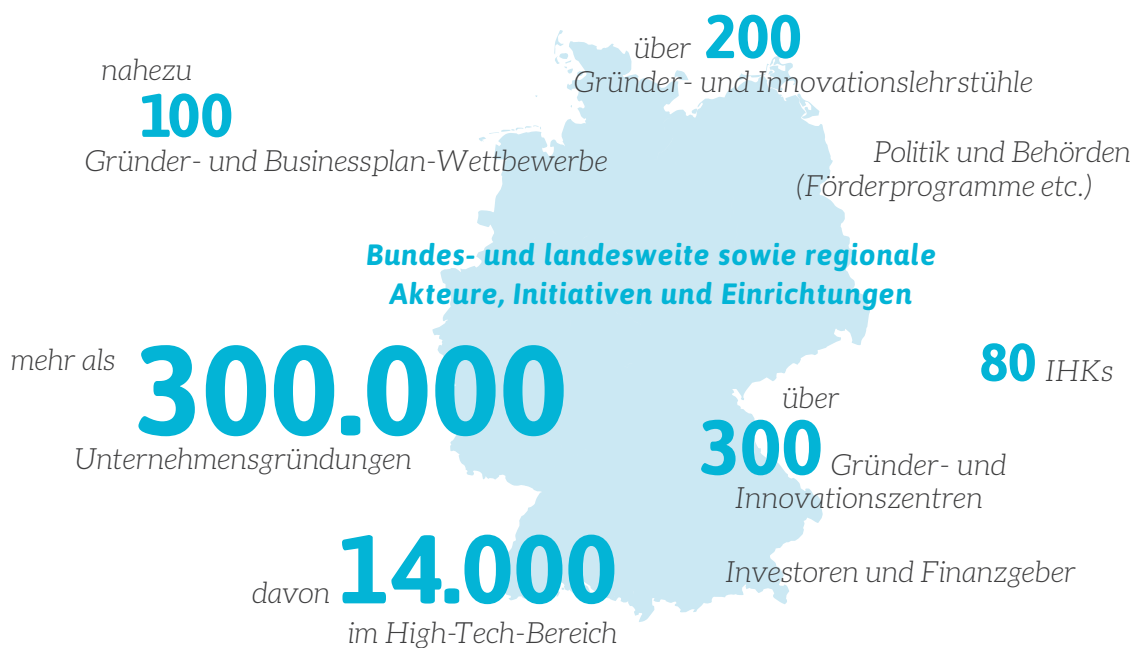 nahezu
100
Gründer- und Businessplan-Wettbewerbe
über 200
Gründer- und Innovationslehrstühle
Politik und Behörden
(Förderprogramme etc.)
Bundes- und landesweite sowie regionale
Akteure, Initiativen und Einrichtungen
mehr als 300.000
Unternehmensgründungen
80 IHKs
über
300 Gründer- und
Innovationszentren
davon 14.000
im High-Tech-Bereich
Investoren und Finanzgeber